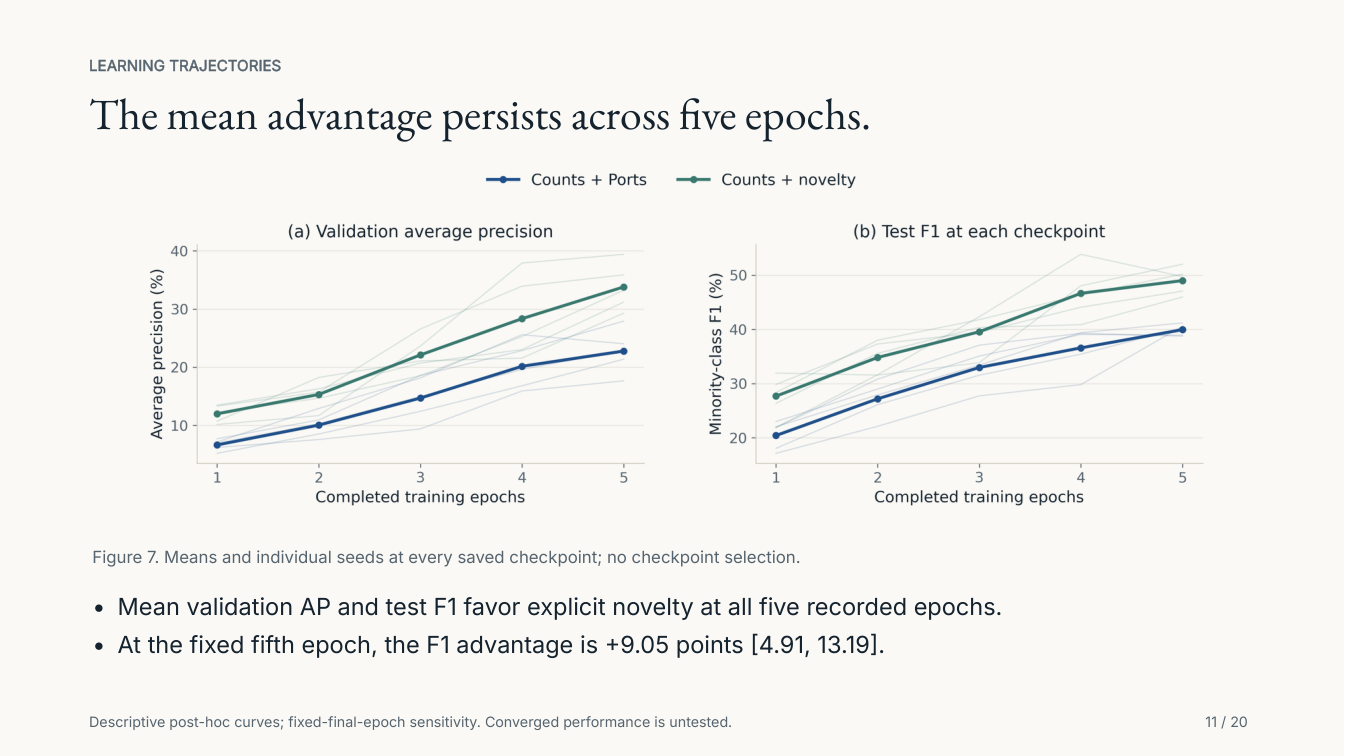 LEARNING TRAJECTORIES
The mean advantage persists across five epochs.
Counts + Ports
Counts + novelty
(a) Validation average precision
Average precision (%)
40
30
20
10
1 2 3 4 5
Completed training epochs
(b) Test F1 at each checkpoint
Minority-class F1 (%)
50
40
30
20
1 2 3 4 5
Completed training epochs
Figure 7. Means and individual seeds at every saved checkpoint; no checkpoint selection.
• Mean validation AP and test F1 favor explicit novelty at all five recorded epochs.
• At the fixed fifth epoch, the F1 advantage is +9.05 points [4.91, 13.19].
Descriptive post-hoc curves; fixed-final-epoch sensitivity. Converged performance is untested.
11 / 20